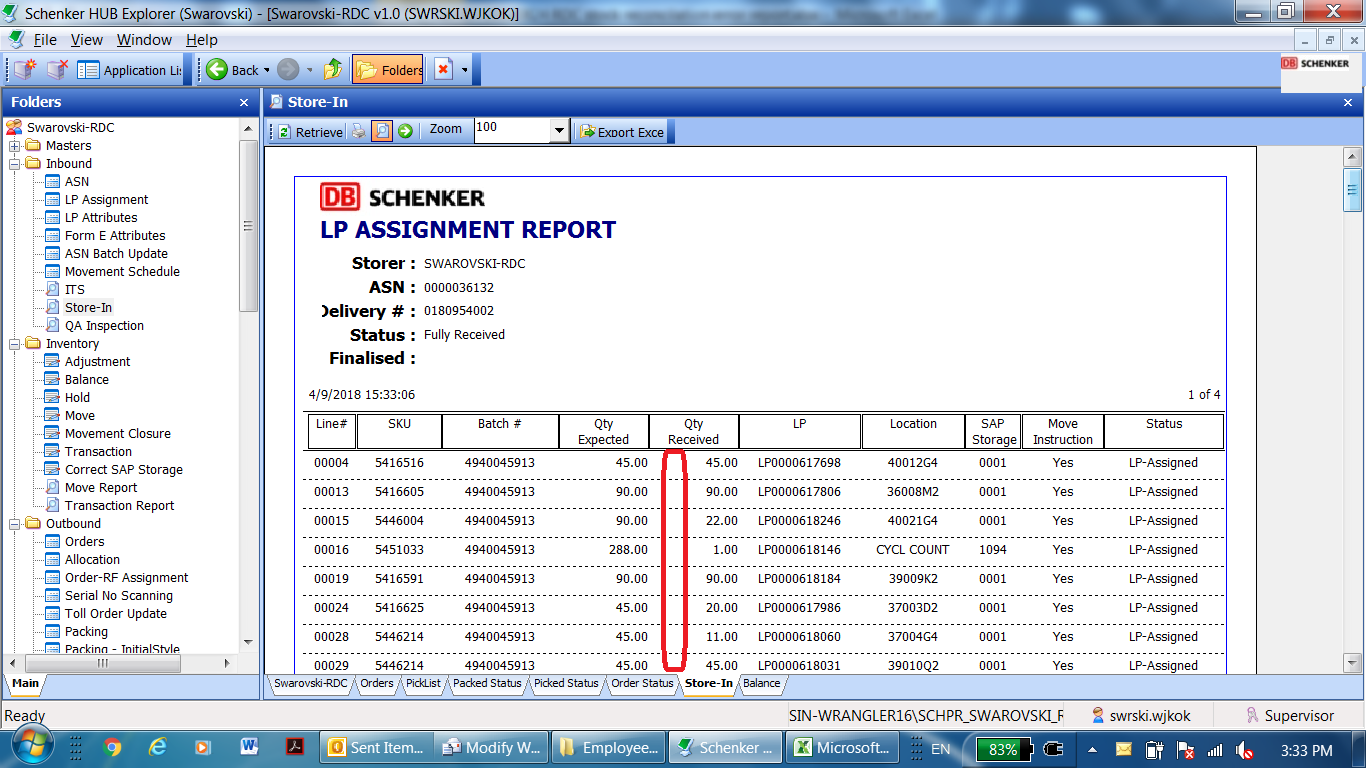 Schenker HUB Explorer (Swarovski) - [Swarovski-RDC v1.0 (SWRSKI.WJKOK)]
File View Window Help
Application Li Back Folders
DB SCHENKER
Folders
Swarovski-RDC
Masters
Inbound
ASN
LP Assignment
LP Attributes
Form E Attributes
ASN Batch Update
Movement Schedule
ITS
Store-In
QA Inspection
Inventory
Adjustment
Balance
Hold
Move
Movement Closure
Transaction
Correct SAP Storage
Move Report
Transaction Report
Outbound
Orders
Allocation
Order-RF Assignment
Serial No Scanning
Toll Order Update
Packing
Packing - InitialStyle
Main
Store-In
Retrieve Zoom 100 Export Exce
DB SCHENKER
LP ASSIGNMENT REPORT
Storer : SWAROVSKI-RDC
ASN : 0000036132
Delivery # : 0180954002
Status : Fully Received
Finalised :
4/9/2018 15:33:06 1 of 4
Line# SKU Batch # Qty Expected Qty Received LP Location SAP Storage Move Instruction Status
00004 5416516 4940045913 45.00 45.00 LP0000617698 40012G4 0001 Yes LP-Assigned
00013 5416605 4940045913 90.00 90.00 LP0000617806 36008M2 0001 Yes LP-Assigned
00015 5446004 4940045913 90.00 22.00 LP0000618246 40021G4 0001 Yes LP-Assigned
00016 5451033 4940045913 288.00 1.00 LP0000618146 CYCL COUNT 1094 Yes LP-Assigned
00019 5416591 4940045913 90.00 90.00 LP0000618184 39009K2 0001 Yes LP-Assigned
00024 5416625 4940045913 45.00 20.00 LP0000617986 37003D2 0001 Yes LP-Assigned
00028 5446214 4940045913 45.00 11.00 LP0000618060 37004G4 0001 Yes LP-Assigned
00029 5446214 4940045913 45.00 45.00 LP0000618031 39010Q2 0001 Yes LP-Assigned
Swarovski-RDC Orders PickList Packed Status Picked Status Order Status Store-In Balance
Ready SIN-WRANGLER16\SCHPR_SWAROVSKI_R swrski.wjkok Supervisor
Sent Item... Modify W... Employee... Schenker ... Microsoft... EN 83% 3:33 PM